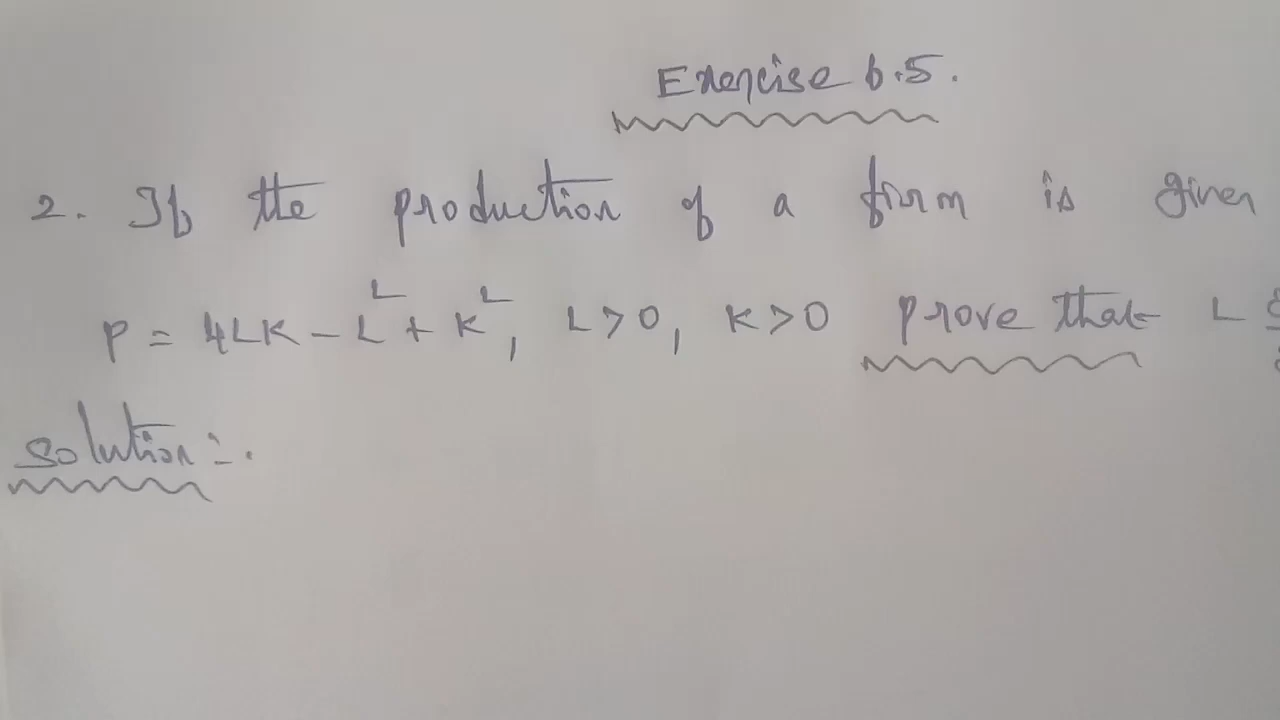 Exercise 6.5.
2. If the production of a firm is given
P = 4LK - L² + K², L>0, K>0 prove that L
Solution:-